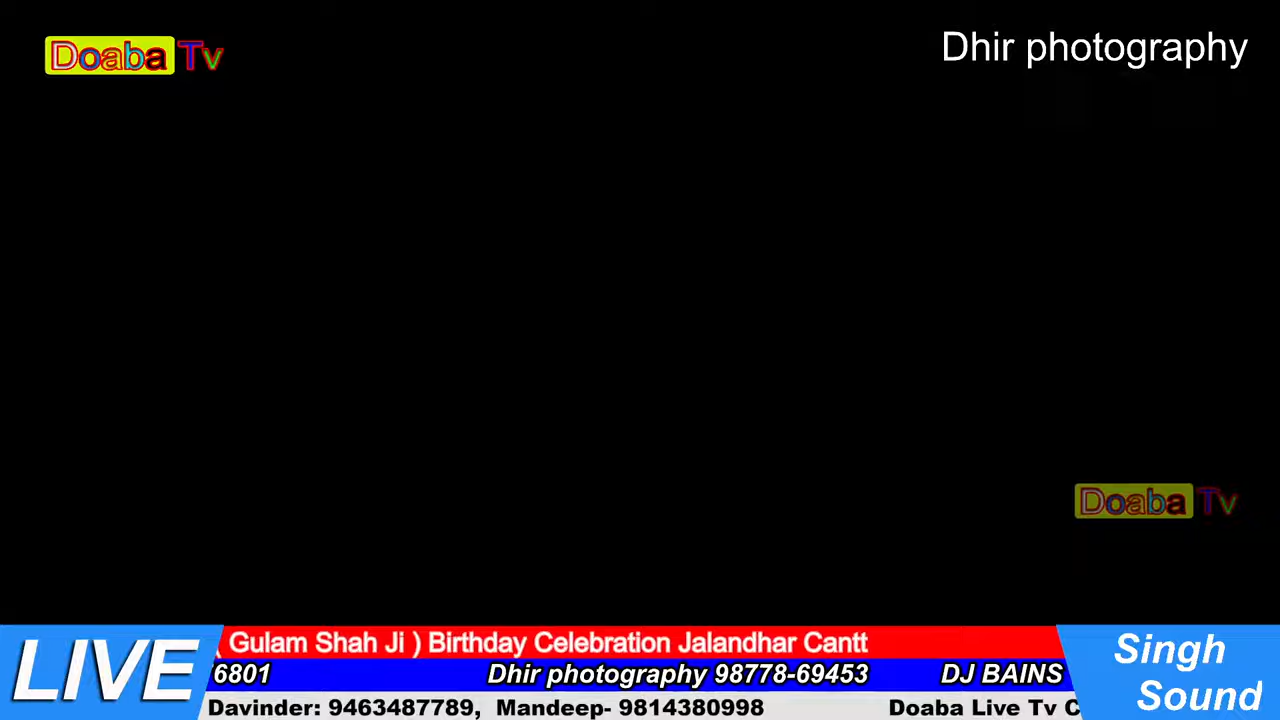 Doaba Tv
Dhir photography
Doaba Tv
LIVE
( Gulam Shah Ji ) Birthday Celebration Jalandhar Cantt
6801 Dhir photography 98778-69453 DJ BAINS
Davinder: 9463487789, Mandeep- 9814380998 Doaba Live Tv C
Singh
Sound